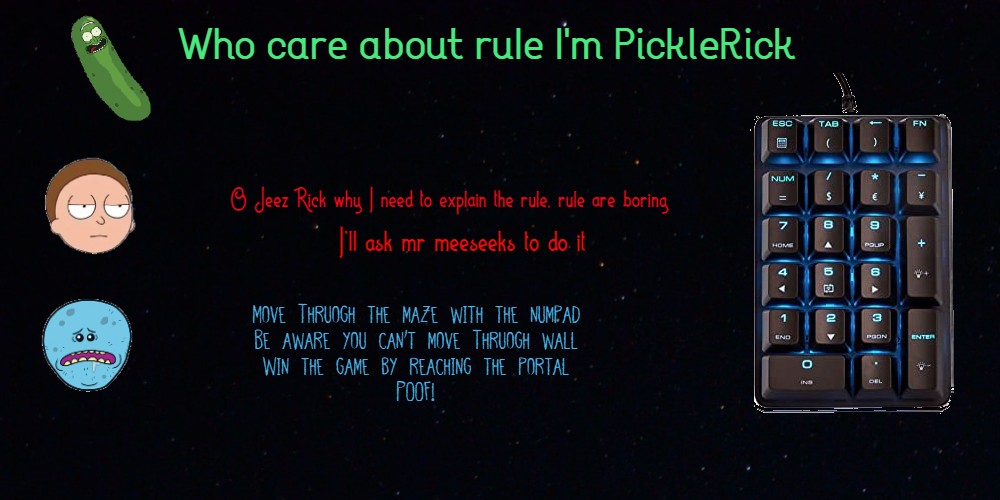 Who care about rule I'm PickleRick
O Jeez Rick why I need to explain the rule. rule are boring
I'll ask mr meeseeks to do it
MOVE THRUOGH THE MAZE WITH THE NUMPAD
BE AWARE YOU CAN'T MOVE THRUOGH WALL
WIN THE GAME BY REACHING THE PORTAL
POOF!
ESC TAB ← FN
( )
NUM / * −
= $ € ¥
7 8 9 +
HOME ▲ PGUP
4 5 6
◀ ▶
1 2 3 ENTER
END ▼ PGDN
0 .
INS DEL